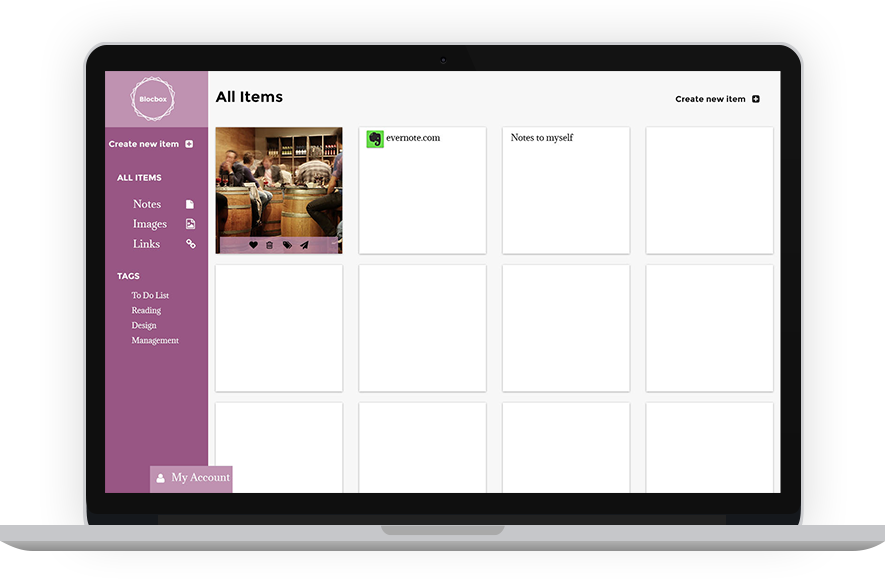 Blocbox
All Items
Create new item
Create new item
ALL ITEMS
Notes
Images
Links
TAGS
To Do List
Reading
Design
Management
My Account
evernote.com
Notes to myself